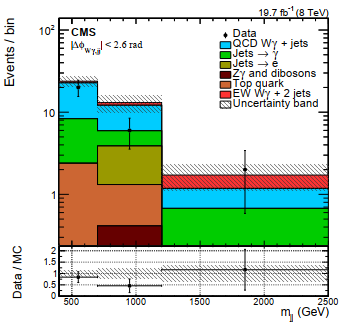 19.7 fb⁻¹ (8 TeV)
CMS
|Δϕ_Wγ,jj| < 2.6 rad
Data
QCD Wγ + jets
Jets → γ
Jets → e
Zγ and dibosons
Top quark
EW Wγ + 2 jets
Uncertainty band
Events / bin
10²
10
1
Data / MC
2
1.5
1
0.5
0
500 1000 1500 2000 2500
m_jj (GeV)